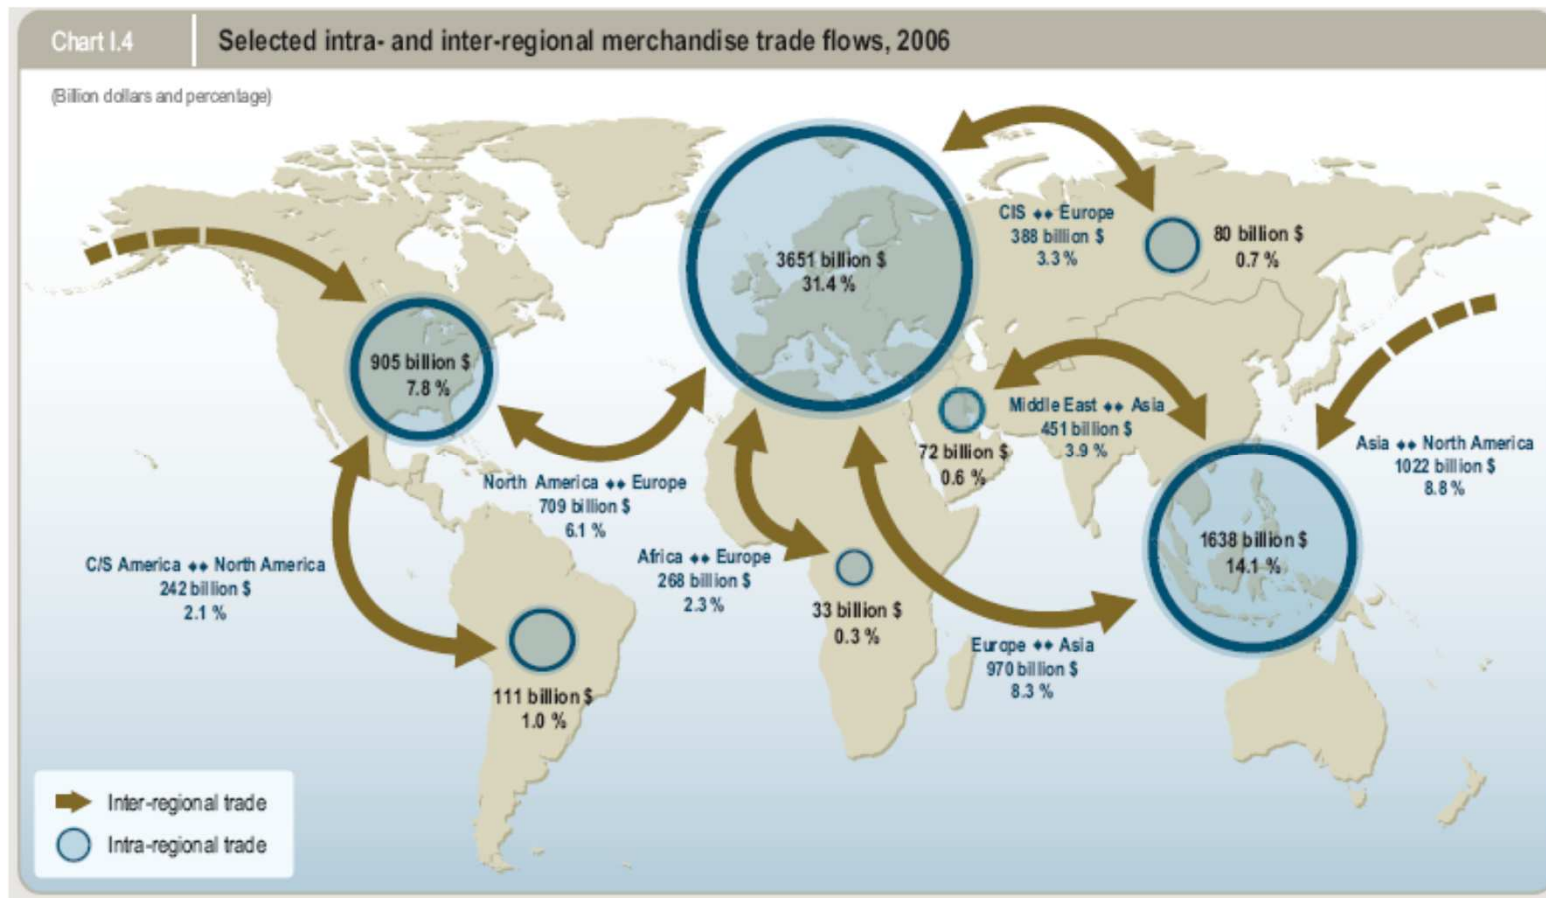 Chart I.4
Selected intra- and inter-regional merchandise trade flows, 2006
(Billion dollars and percentage)
CIS ◆◆ Europe
388 billion $
3.3 %
80 billion $
0.7 %
3651 billion $
31.4 %
905 billion $
7.8 %
Middle East ◆◆ Asia
451 billion $
3.9 %
72 billion $
0.6 %
Asia ◆◆ North America
1022 billion $
8.8 %
North America ◆◆ Europe
709 billion $
6.1 %
C/S America ◆◆ North America
242 billion $
2.1 %
Africa ◆◆ Europe
268 billion $
2.3 %
1638 billion $
14.1 %
33 billion $
0.3 %
Europe ◆◆ Asia
970 billion $
8.3 %
111 billion $
1.0 %
Inter-regional trade
Intra-regional trade